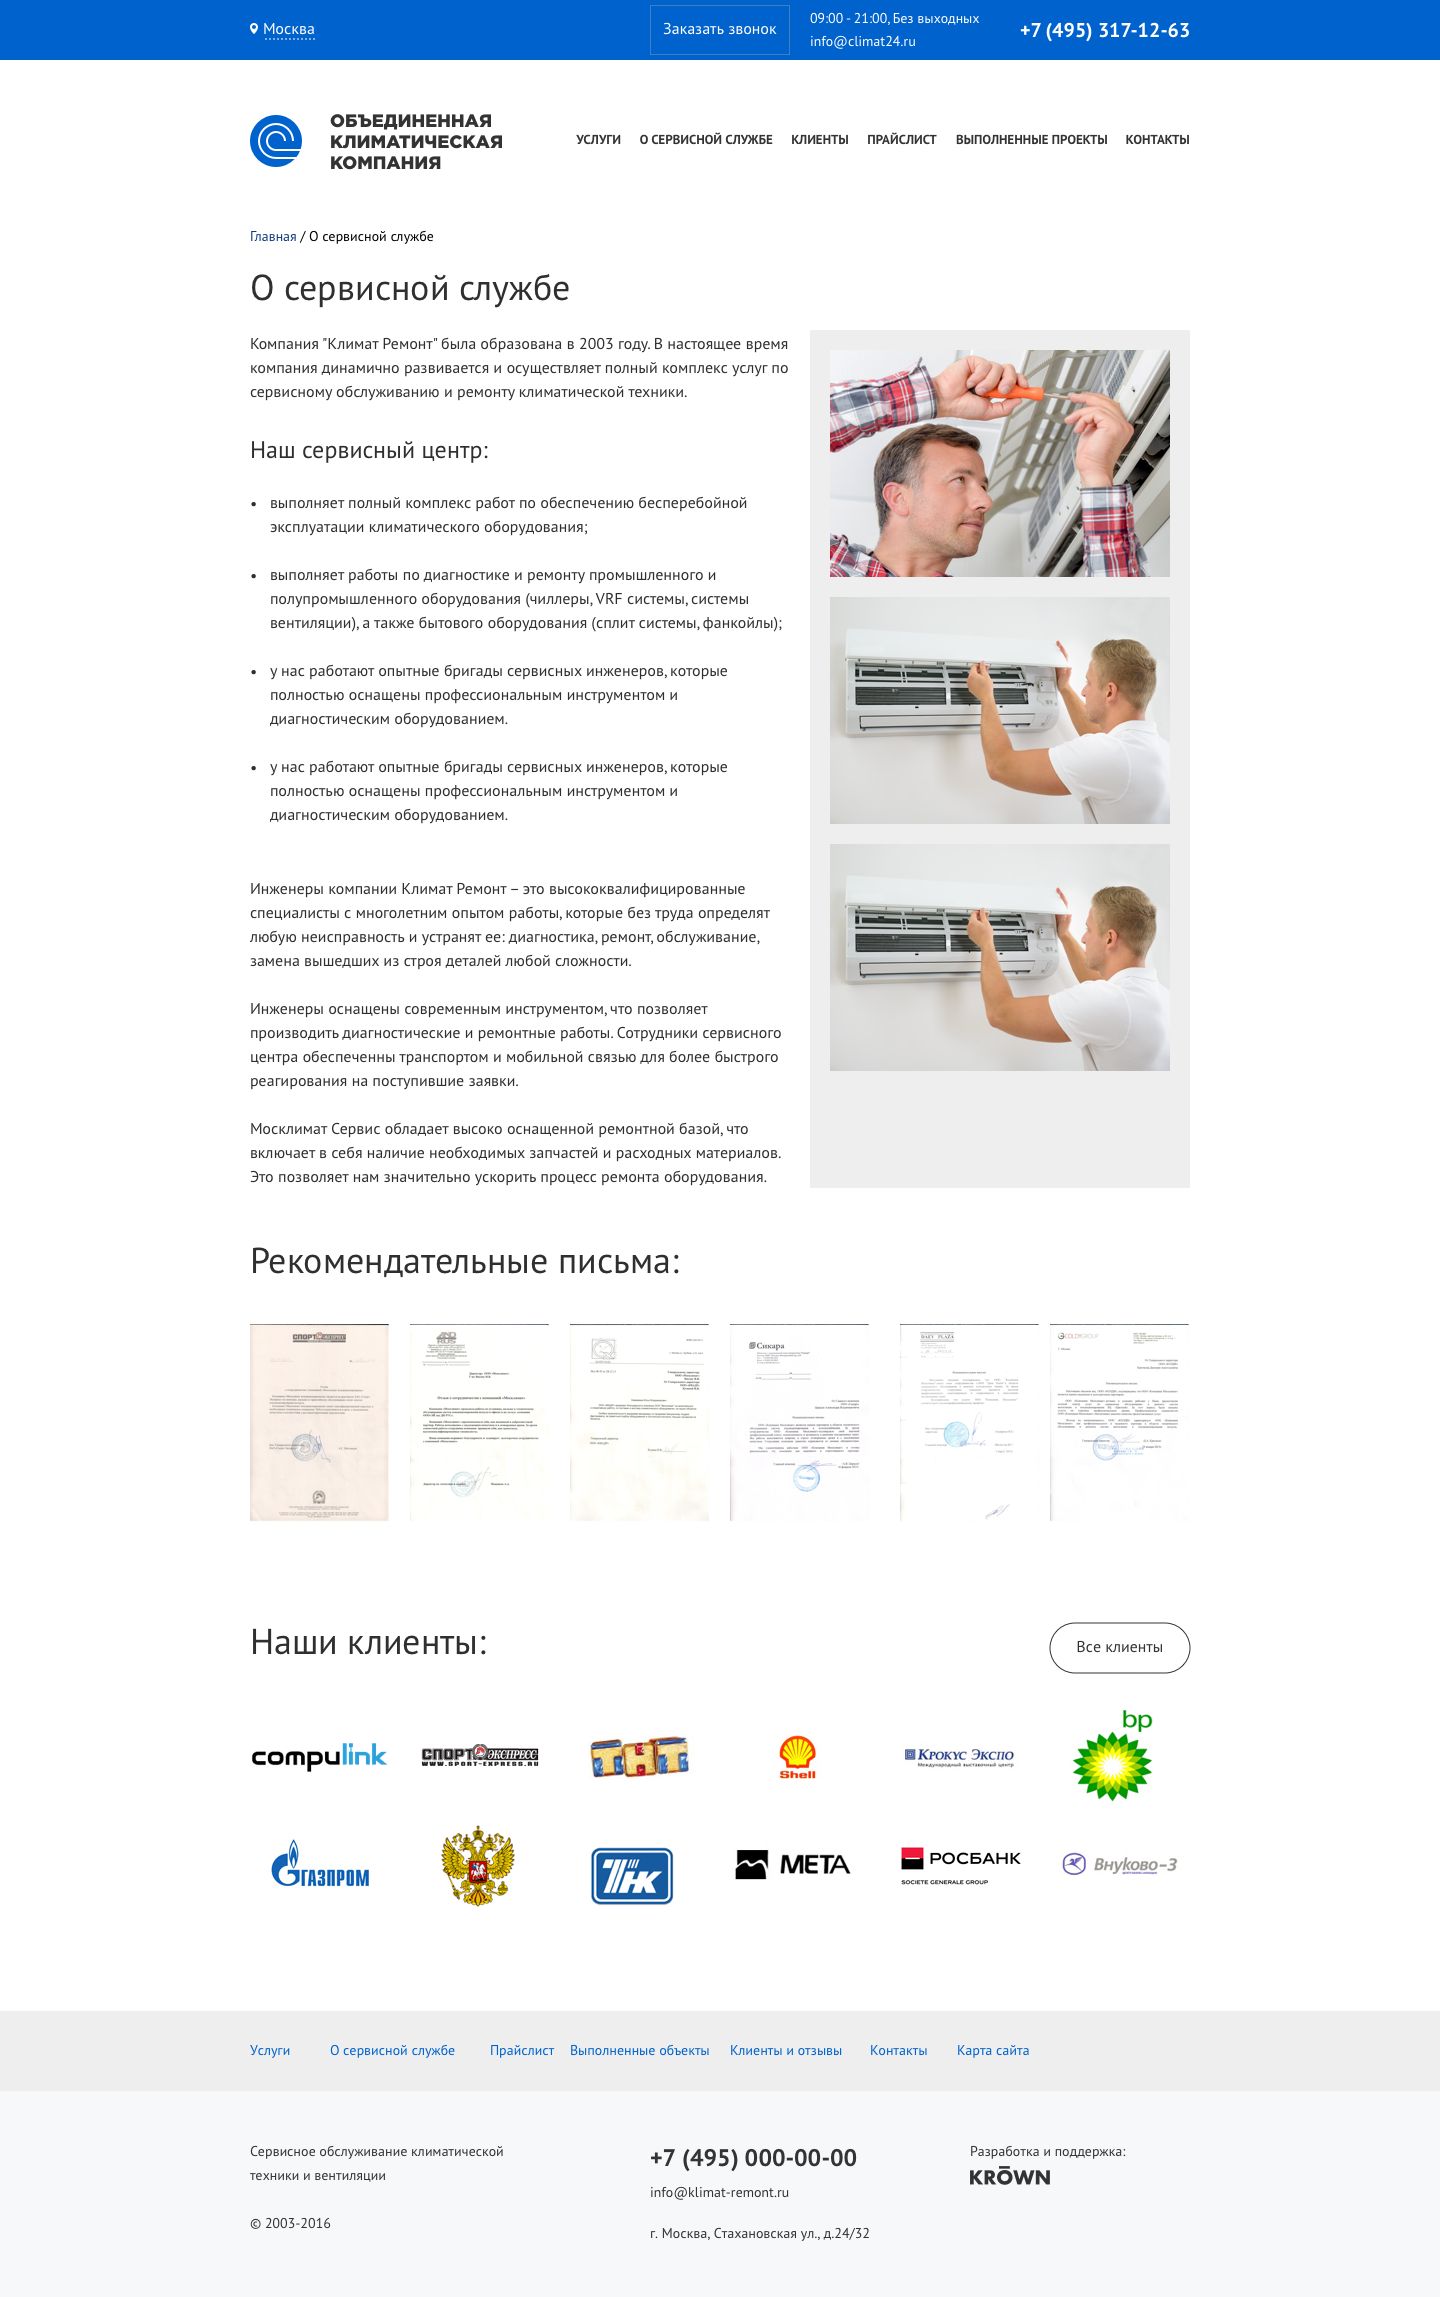 Москва
Заказать звонок
09:00 - 21:00, Без выходных
info@climat24.ru
+7 (495) 317-12-63
ОБЪЕДИНЕННАЯ
КЛИМАТИЧЕСКАЯ
КОМПАНИЯ
УСЛУГИ О СЕРВИСНОЙ СЛУЖБЕ КЛИЕНТЫ ПРАЙСЛИСТ ВЫПОЛНЕННЫЕ ПРОЕКТЫ КОНТАКТЫ
Главная / О сервисной службе
О сервисной службе
Компания "Климат Ремонт" была образована в 2003 году. В настоящее время
компания динамично развивается и осуществляет полный комплекс услуг по
сервисному обслуживанию и ремонту климатической техники.
Наш сервисный центр:
• выполняет полный комплекс работ по обеспечению бесперебойной
эксплуатации климатического оборудования;
• выполняет работы по диагностике и ремонту промышленного и
полупромышленного оборудования (чиллеры, VRF системы, системы
вентиляции), а также бытового оборудования (сплит системы, фанкойлы);
• у нас работают опытные бригады сервисных инженеров, которые
полностью оснащены профессиональным инструментом и
диагностическим оборудованием.
• у нас работают опытные бригады сервисных инженеров, которые
полностью оснащены профессиональным инструментом и
диагностическим оборудованием.
Инженеры компании Климат Ремонт – это высококвалифицированные
специалисты с многолетним опытом работы, которые без труда определят
любую неисправность и устранят ее: диагностика, ремонт, обслуживание,
замена вышедших из строя деталей любой сложности.
Инженеры оснащены современным инструментом, что позволяет
производить диагностические и ремонтные работы. Сотрудники сервисного
центра обеспеченны транспортом и мобильной связью для более быстрого
реагирования на поступившие заявки.
Москлимат Сервис обладает высоко оснащенной ремонтной базой, что
включает в себя наличие необходимых запчастей и расходных материалов.
Это позволяет нам значительно ускорить процесс ремонта оборудования.
Рекомендательные письма:
Сикара
DAEV PLAZA
Наши клиенты:
Все клиенты
compulink
СПОРТ ЭКСПРЕСС
WWW.SPORT-EXPRESS.RU
ТНТ
Shell
КРОКУС ЭКСПО
Международный выставочный центр
bp
ГАЗПРОМ
ТНК
МЕТА
РОСБАНК
SOCIETE GENERALE GROUP
Внуково-3
Услуги О сервисной службе Прайслист Выполненные объекты Клиенты и отзывы Контакты Карта сайта
Сервисное обслуживание климатической
техники и вентиляции
© 2003-2016
+7 (495) 000-00-00
info@klimat-remont.ru
г. Москва, Стахановская ул., д.24/32
Разработка и поддержка:
KRŌWN